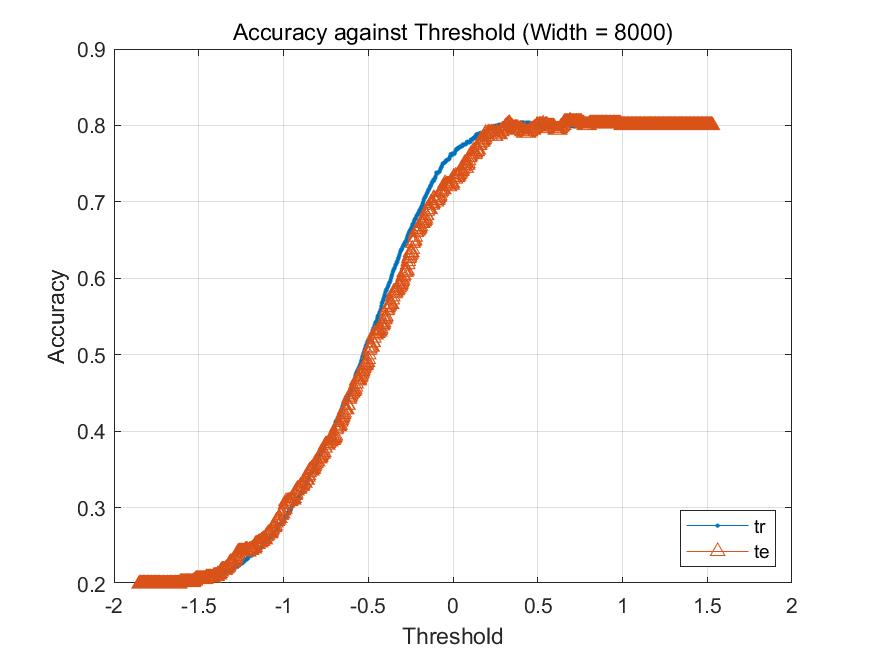 Accuracy against Threshold (Width = 8000)
0.9
0.8
0.7
0.6
0.5
0.4
0.3
0.2
Accuracy
-2 -1.5 -1 -0.5 0 0.5 1 1.5 2
Threshold
tr
te